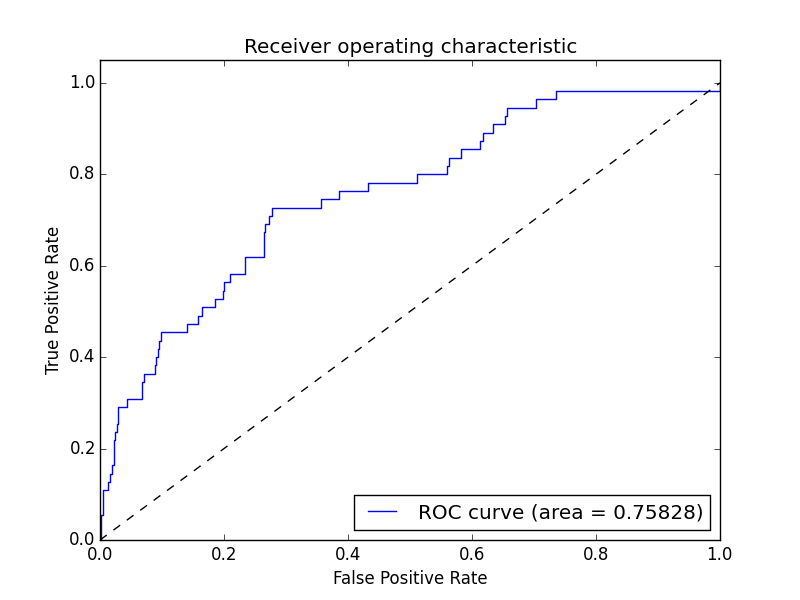 Receiver operating characteristic
1.0
0.8
0.6
0.4
0.2
0.0
True Positive Rate
ROC curve (area = 0.75828)
0.0 0.2 0.4 0.6 0.8 1.0
False Positive Rate